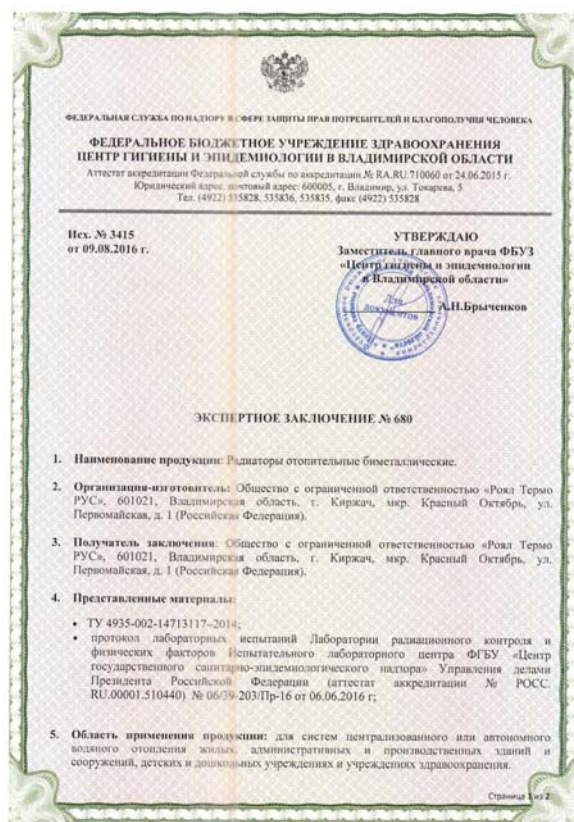 ФЕДЕРАЛЬНАЯ СЛУЖБА ПО НАДЗОРУ В СФЕРЕ ЗАЩИТЫ ПРАВ ПОТРЕБИТЕЛЕЙ И БЛАГОПОЛУЧИЯ ЧЕЛОВЕКА
ФЕДЕРАЛЬНОЕ БЮДЖЕТНОЕ УЧРЕЖДЕНИЕ ЗДРАВООХРАНЕНИЯ
ЦЕНТР ГИГИЕНЫ И ЭПИДЕМИОЛОГИИ В ВЛАДИМИРСКОЙ ОБЛАСТИ
Аттестат аккредитации Федеральной службы по аккредитации № RA.RU.710060 от 24.06.2015 г.
Юридический адрес, почтовый адрес: 600005, г. Владимир, ул. Токарева, 5
Тел. (4922) 535828, 535836, 535835, факс (4922) 535828
Исх. № 3415
от 09.08.2016 г.
УТВЕРЖДАЮ
Заместитель главного врача ФБУЗ
«Центр гигиены и эпидемиологии
в Владимирской области»
А.Н.Брыченков
Для
документов
ЭКСПЕРТНОЕ ЗАКЛЮЧЕНИЕ № 680
1. Наименование продукции: Радиаторы отопительные биметаллические.
2. Организация-изготовитель: Общество с ограниченной ответственностью «Роял Термо
РУС», 601021, Владимирская область, г. Киржач, мкр. Красный Октябрь, ул.
Первомайская, д. 1 (Российская Федерация).
3. Получатель заключения: Общество с ограниченной ответственностью «Роял Термо
РУС», 601021, Владимирская область, г. Киржач, мкр. Красный Октябрь, ул.
Первомайская, д. 1 (Российская Федерация).
4. Представленные материалы:
• ТУ 4935-002-14713117–2014;
• протокол лабораторных испытаний Лаборатории радиационного контроля и
физических факторов Испытательного лабораторного центра ФГБУ «Центр
государственного санитарно-эпидемиологического надзора» Управления делами
Президента Российской Федерации (аттестат аккредитации № РОСС.
RU.00001.510440) № 06/39-203/Пр-16 от 06.06.2016 г;
5. Область применения продукции: для систем централизованного или автономного
водяного отопления жилых, административных и производственных зданий и
сооружений, детских и дошкольных учреждениях и учреждениях здравоохранения.
Страница 1 из 2